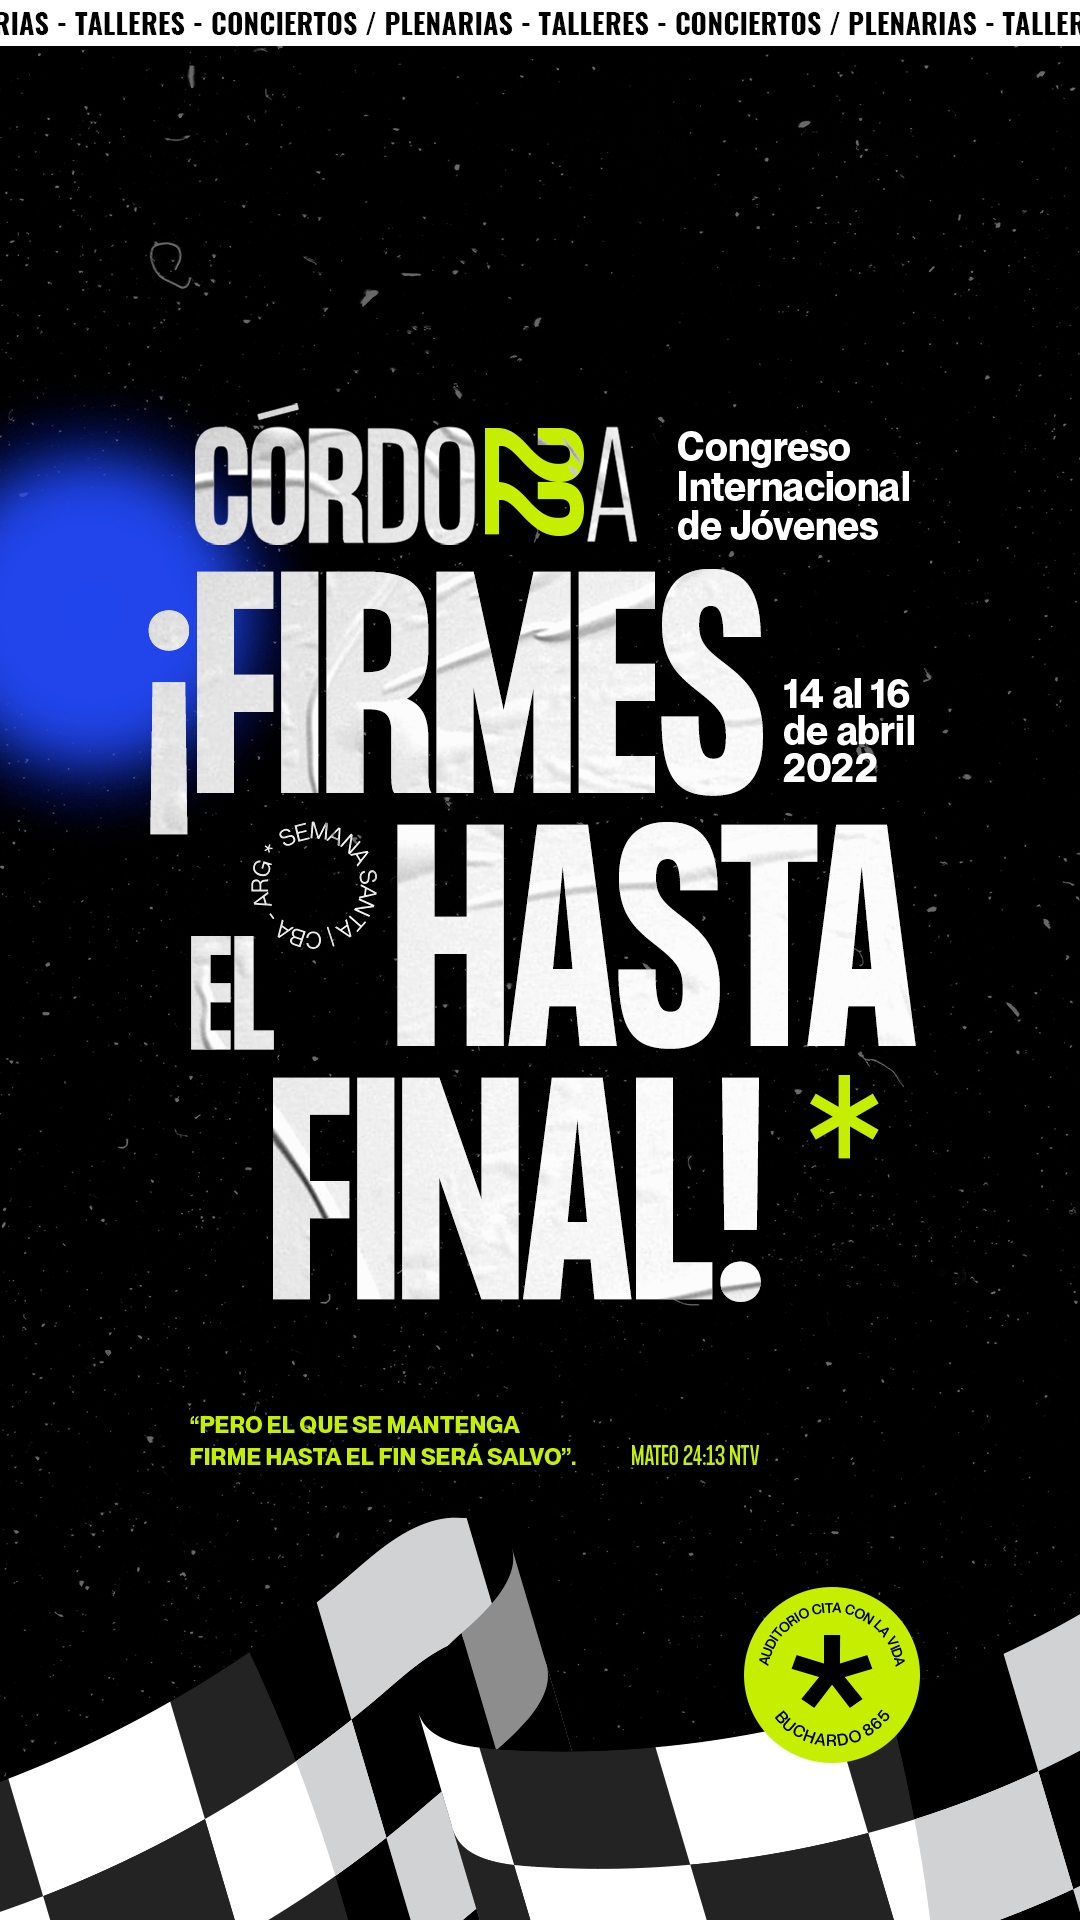 RIAS - TALLERES - CONCIERTOS / PLENARIAS - TALLERES - CONCIERTOS / PLENARIAS - TALLER
CÓRDO22A
Congreso
Internacional
de Jóvenes
¡FIRMES
14 al 16
de abril
2022
* SEMANA SANTA / CBA - ARG
HASTA
EL
FINAL!
*
“PERO EL QUE SE MANTENGA
FIRME HASTA EL FIN SERÁ SALVO”.
MATEO 24:13 NTV
AUDITORIO CITA CON LA VIDA
*
BUCHARDO 865